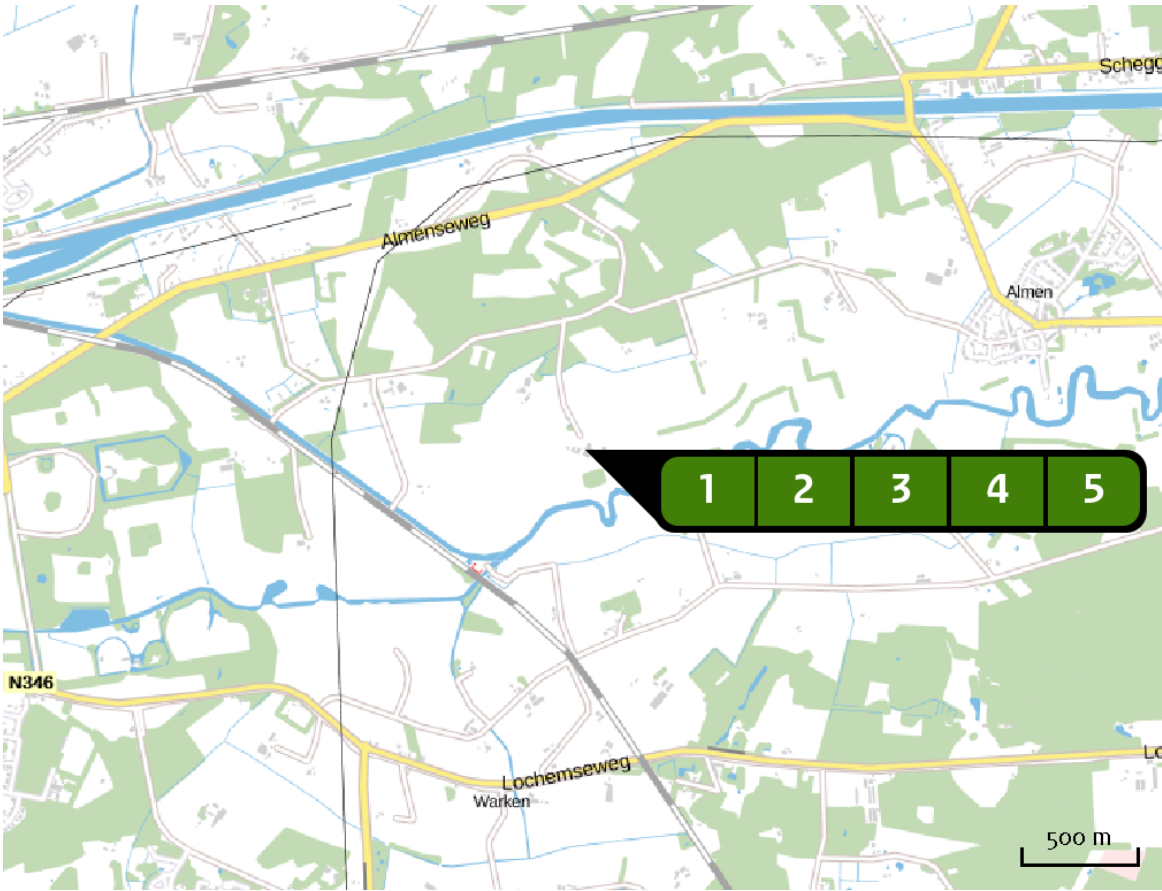 Schegg
Almenseweg
Almen
1 2 3 4 5
N346
Lochemseweg
Lo
Warken
500 m